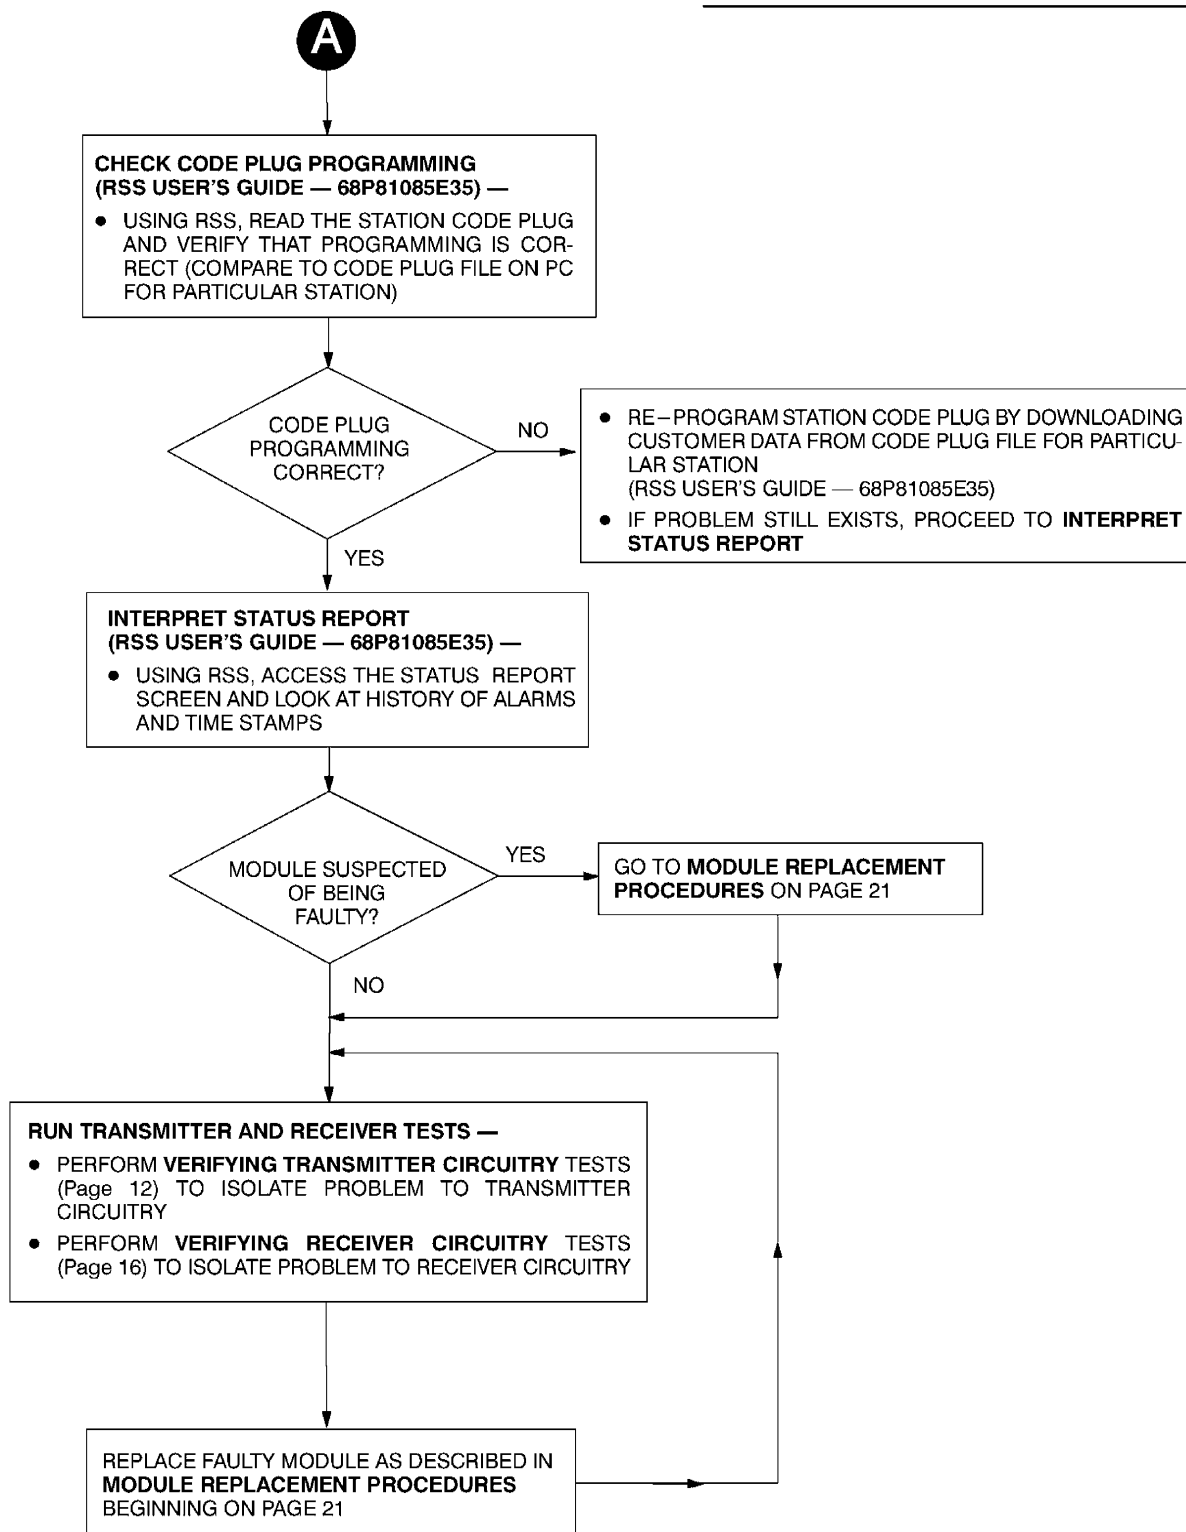 A
CHECK CODE PLUG PROGRAMMING
(RSS USER'S GUIDE — 68P81085E35) —
● USING RSS, READ THE STATION CODE PLUG
AND VERIFY THAT PROGRAMMING IS COR-
RECT (COMPARE TO CODE PLUG FILE ON PC
FOR PARTICULAR STATION)
CODE PLUG
PROGRAMMING
CORRECT?
NO
● RE–PROGRAM STATION CODE PLUG BY DOWNLOADING
CUSTOMER DATA FROM CODE PLUG FILE FOR PARTICU-
LAR STATION
(RSS USER'S GUIDE — 68P81085E35)
● IF PROBLEM STILL EXISTS, PROCEED TO INTERPRET
STATUS REPORT
YES
INTERPRET STATUS REPORT
(RSS USER'S GUIDE — 68P81085E35) —
● USING RSS, ACCESS THE STATUS REPORT
SCREEN AND LOOK AT HISTORY OF ALARMS
AND TIME STAMPS
MODULE SUSPECTED
OF BEING
FAULTY?
YES
GO TO MODULE REPLACEMENT
PROCEDURES ON PAGE 21
NO
RUN TRANSMITTER AND RECEIVER TESTS —
● PERFORM VERIFYING TRANSMITTER CIRCUITRY TESTS
(Page 12) TO ISOLATE PROBLEM TO TRANSMITTER
CIRCUITRY
● PERFORM VERIFYING RECEIVER CIRCUITRY TESTS
(Page 16) TO ISOLATE PROBLEM TO RECEIVER CIRCUITRY
REPLACE FAULTY MODULE AS DESCRIBED IN
MODULE REPLACEMENT PROCEDURES
BEGINNING ON PAGE 21